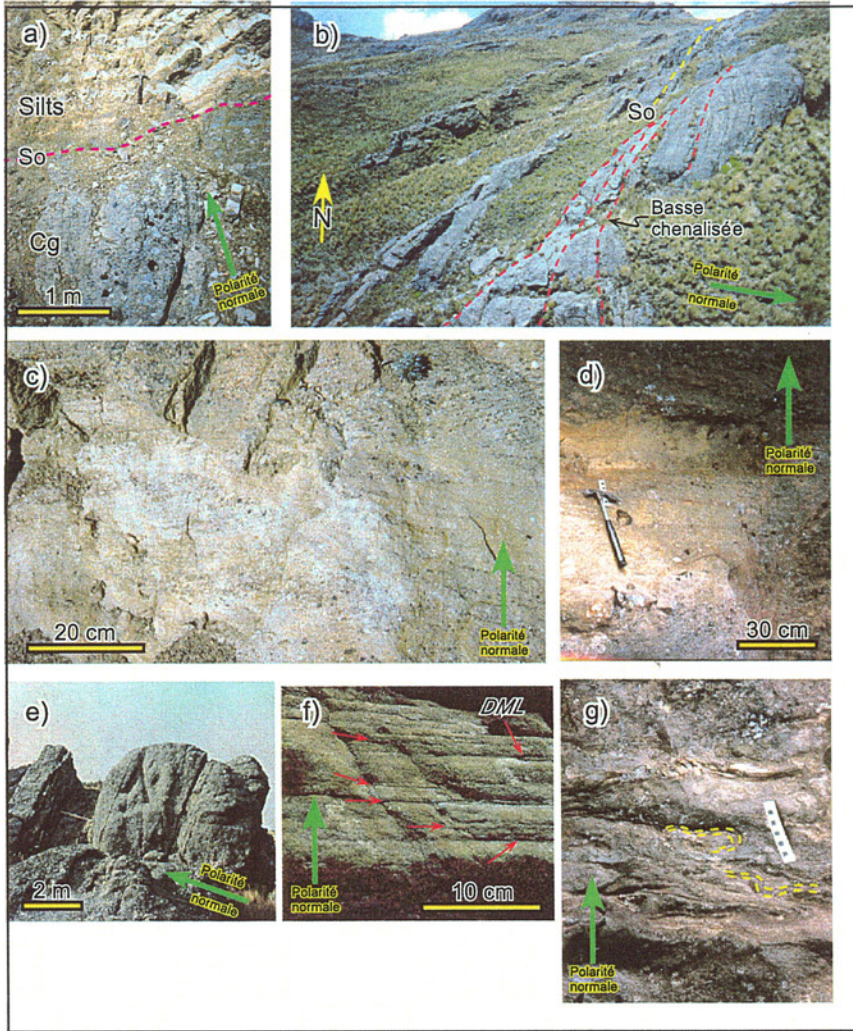 a)
Silts
So
Cg
Polarité
normale
1 m
b)
So
N
Basse
chenalisée
Polarité
normale
c)
20 cm
Polarité
normale
d)
Polarité
normale
30 cm
e)
Polarité
normale
2 m
f)
DML
Polarité
normale
10 cm
g)
Polarité
normale